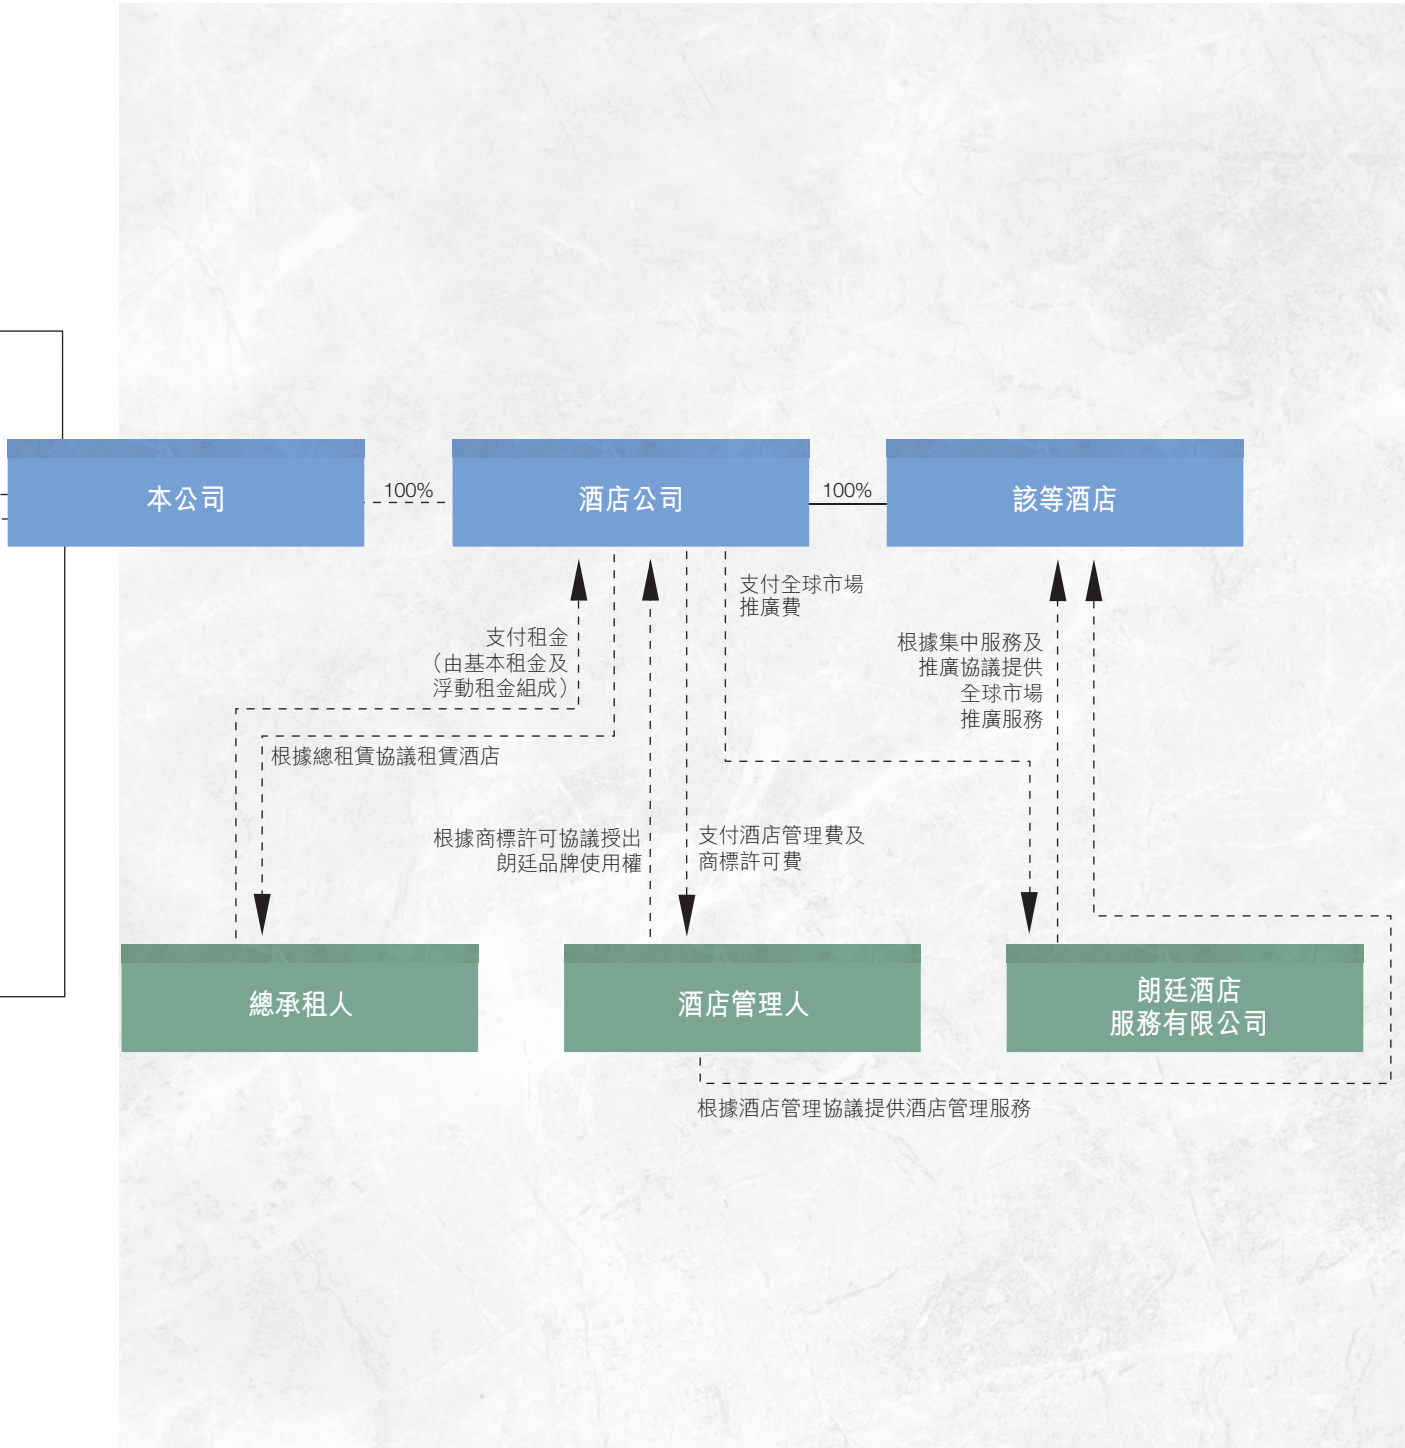 本公司
100%
酒店公司
100%
該等酒店
支付租金
（由基本租金及
浮動租金組成）
支付全球市場
推廣費
根據集中服務及
推廣協議提供
全球市場
推廣服務
根據總租賃協議租賃酒店
根據商標許可協議授出
朗廷品牌使用權
支付酒店管理費及
商標許可費
總承租人
酒店管理人
朗廷酒店
服務有限公司
根據酒店管理協議提供酒店管理服務